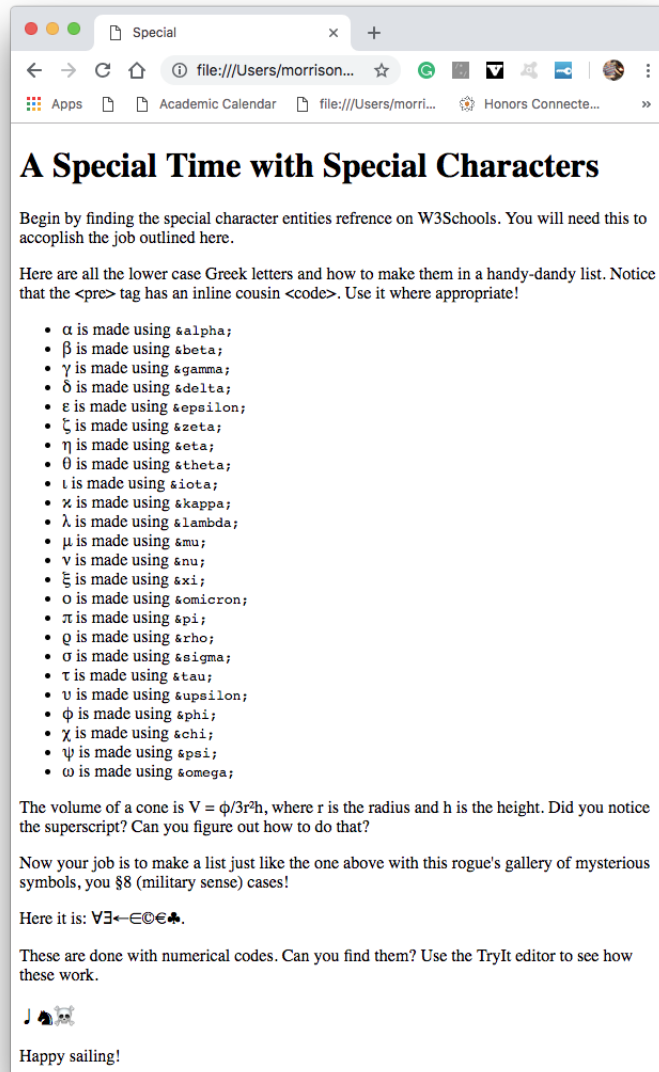 Special
file:///Users/morrison...
Apps
Academic Calendar
file:///Users/morri...
Honors Connecte...
»
A Special Time with Special Characters
Begin by finding the special character entities refrence on W3Schools. You will need this to
accoplish the job outlined here.
Here are all the lower case Greek letters and how to make them in a handy-dandy list. Notice
that the <pre> tag has an inline cousin <code>. Use it where appropriate!
• α is made using &alpha;
• β is made using &beta;
• γ is made using &gamma;
• δ is made using &delta;
• ε is made using &epsilon;
• ζ is made using &zeta;
• η is made using &eta;
• θ is made using &theta;
• ι is made using &iota;
• ϰ is made using &kappa;
• λ is made using &lambda;
• μ is made using &mu;
• ν is made using &nu;
• ξ is made using &xi;
• ο is made using &omicron;
• π is made using &pi;
• ϱ is made using &rho;
• σ is made using &sigma;
• τ is made using &tau;
• υ is made using &upsilon;
• ϕ is made using &phi;
• χ is made using &chi;
• ψ is made using &psi;
• ω is made using &omega;
The volume of a cone is V = ϕ/3r²h, where r is the radius and h is the height. Did you notice
the superscript? Can you figure out how to do that?
Now your job is to make a list just like the one above with this rogue's gallery of mysterious
symbols, you §8 (military sense) cases!
Here it is: ∀∃←∈©€♣.
These are done with numerical codes. Can you find them? Use the TryIt editor to see how
these work.
♩♞☠
Happy sailing!